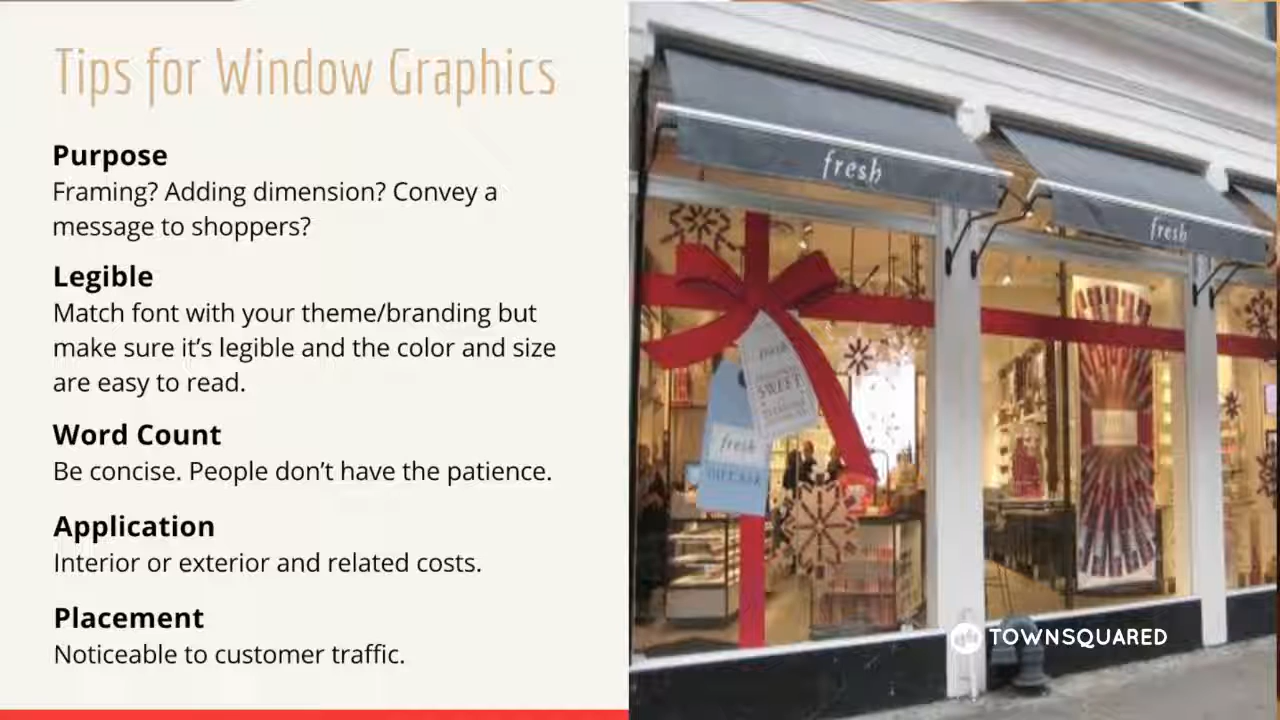 Tips for Window Graphics
Purpose
Framing? Adding dimension? Convey a
message to shoppers?
Legible
Match font with your theme/branding but
make sure it’s legible and the color and size
are easy to read.
Word Count
Be concise. People don’t have the patience.
Application
Interior or exterior and related costs.
Placement
Noticeable to customer traffic.
fresh
fresh
fresh
SWEET
fresh
TOWNSQUARED